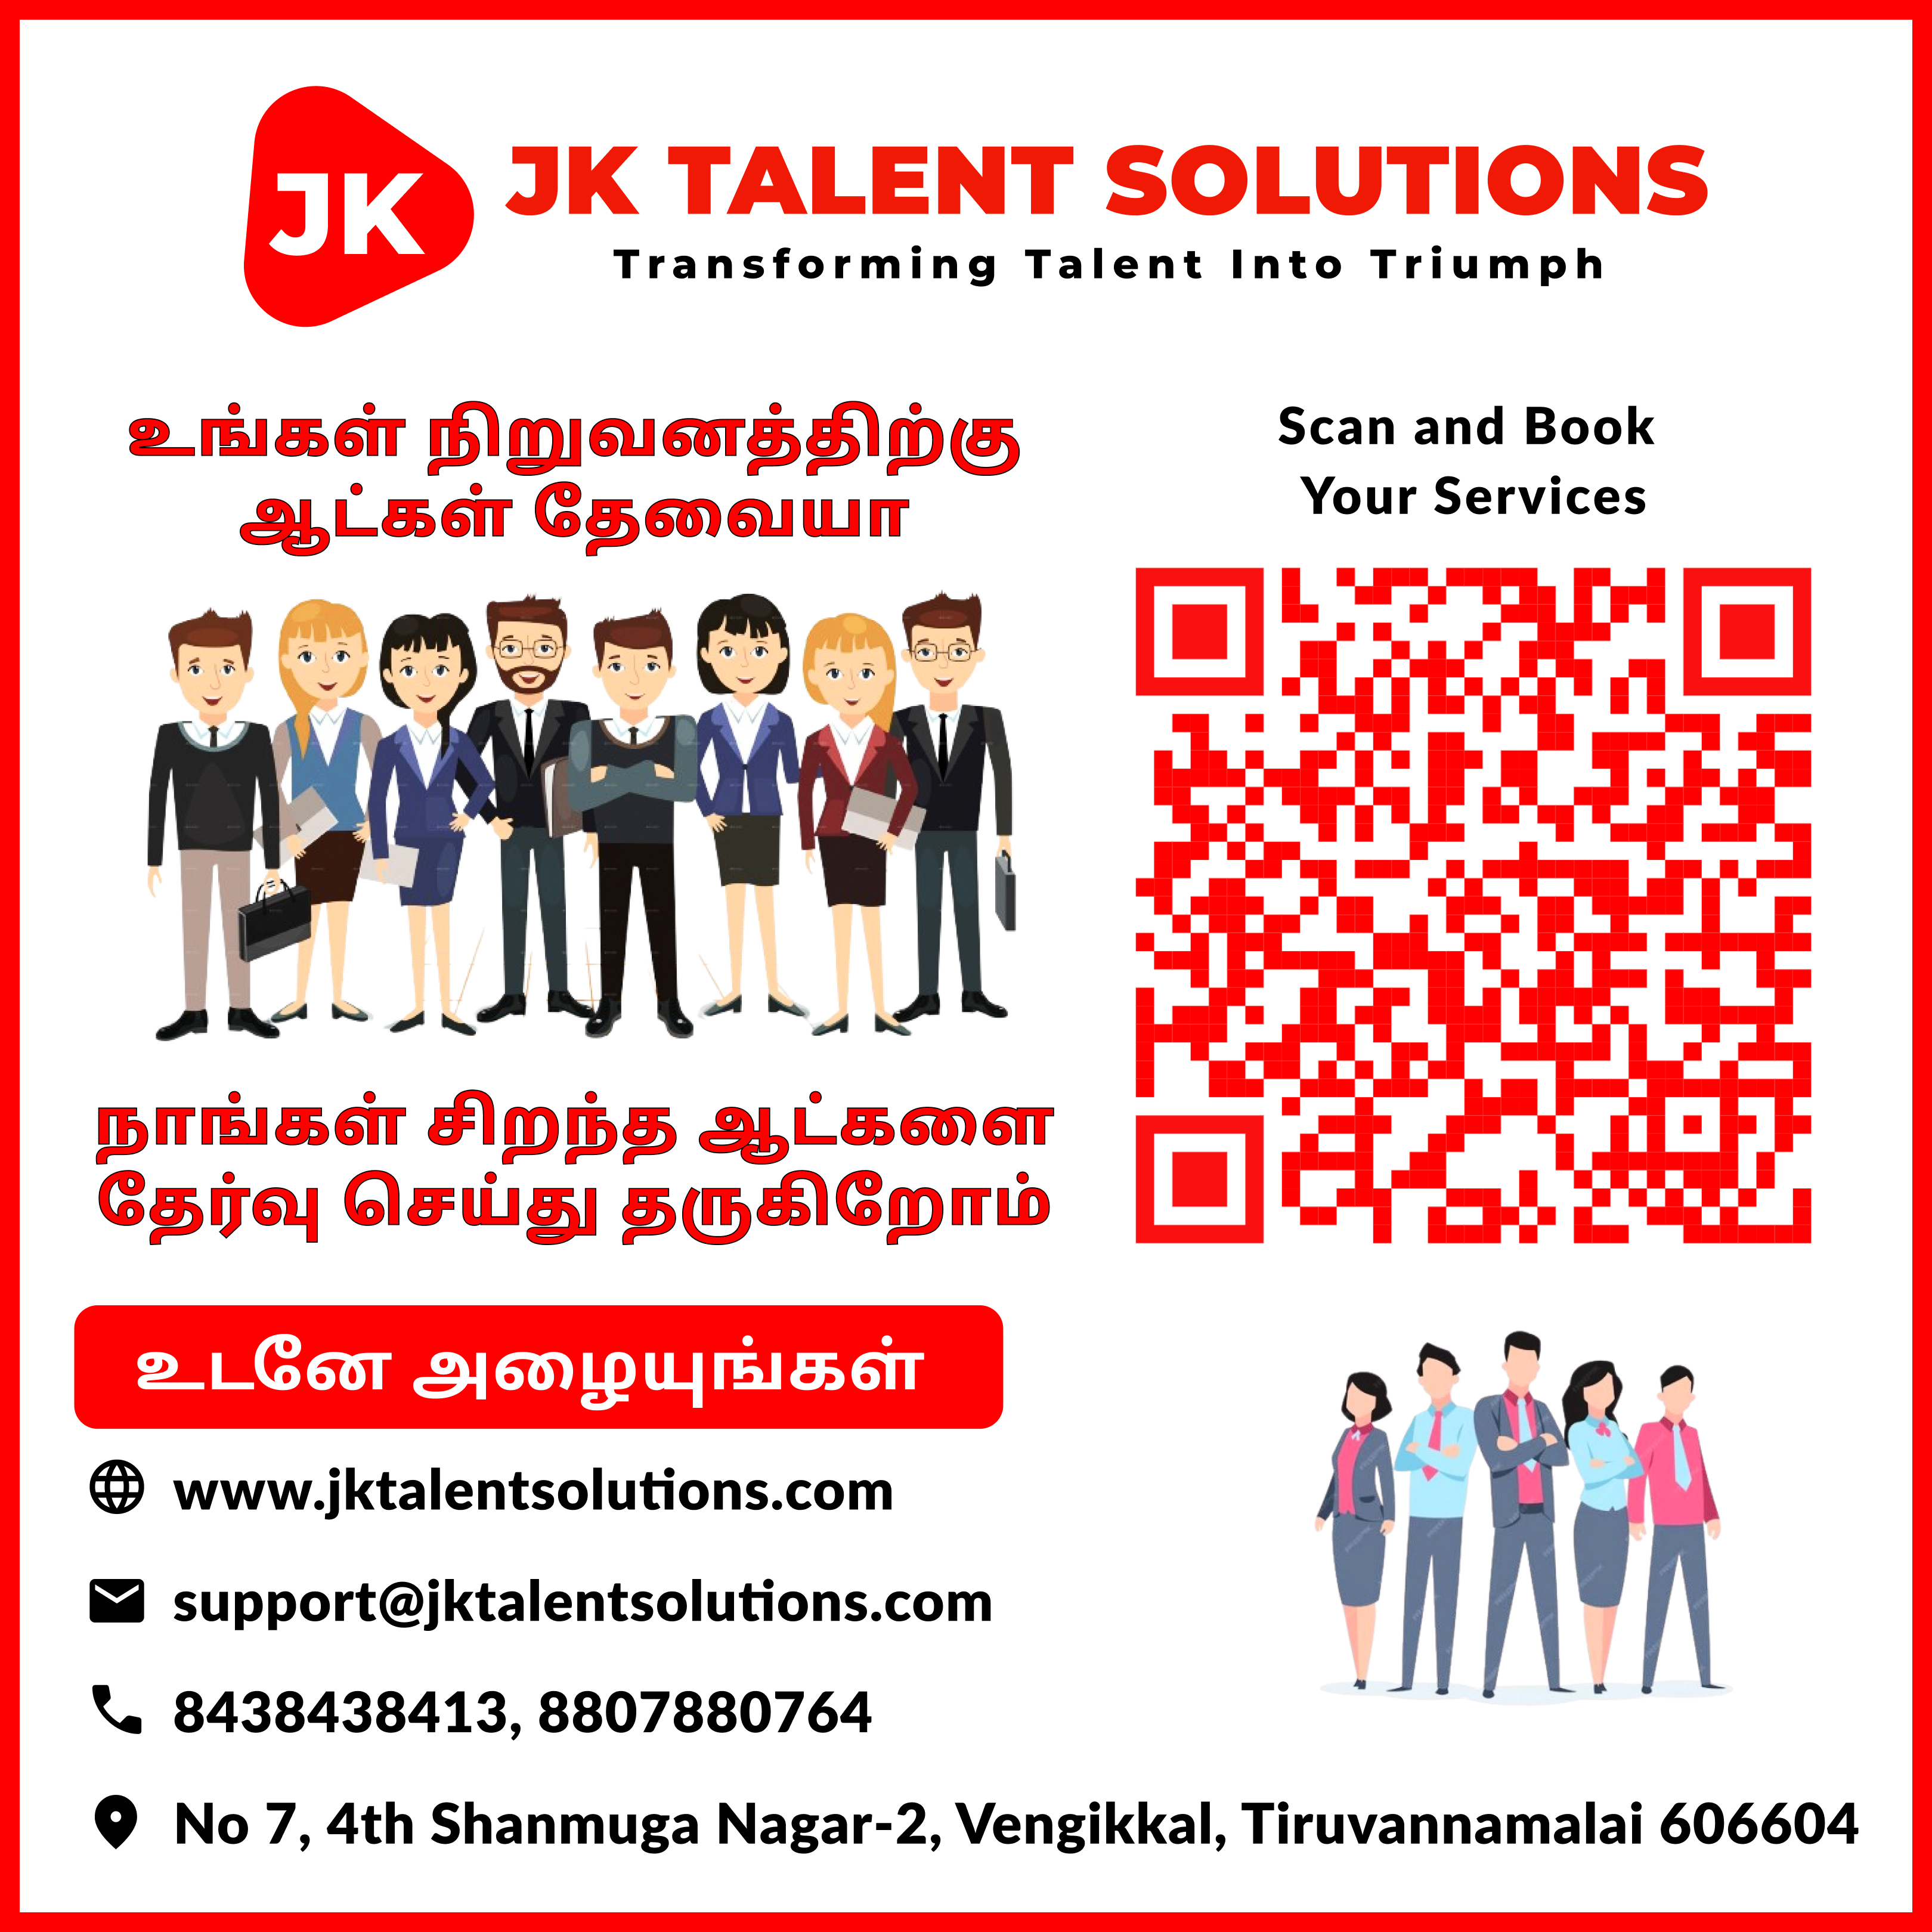 JK
JK TALENT SOLUTIONS
Transforming Talent Into Triumph
உங்கள் நிறுவனத்திற்கு
ஆட்கள் தேவையா
Scan and Book
Your Services
நாங்கள் சிறந்த ஆட்களை
தேர்வு செய்து தருகிறோம்
உடனே அழையுங்கள்
www.jktalentsolutions.com
support@jktalentsolutions.com
8438438413, 8807880764
No 7, 4th Shanmuga Nagar-2, Vengikkal, Tiruvannamalai 606604